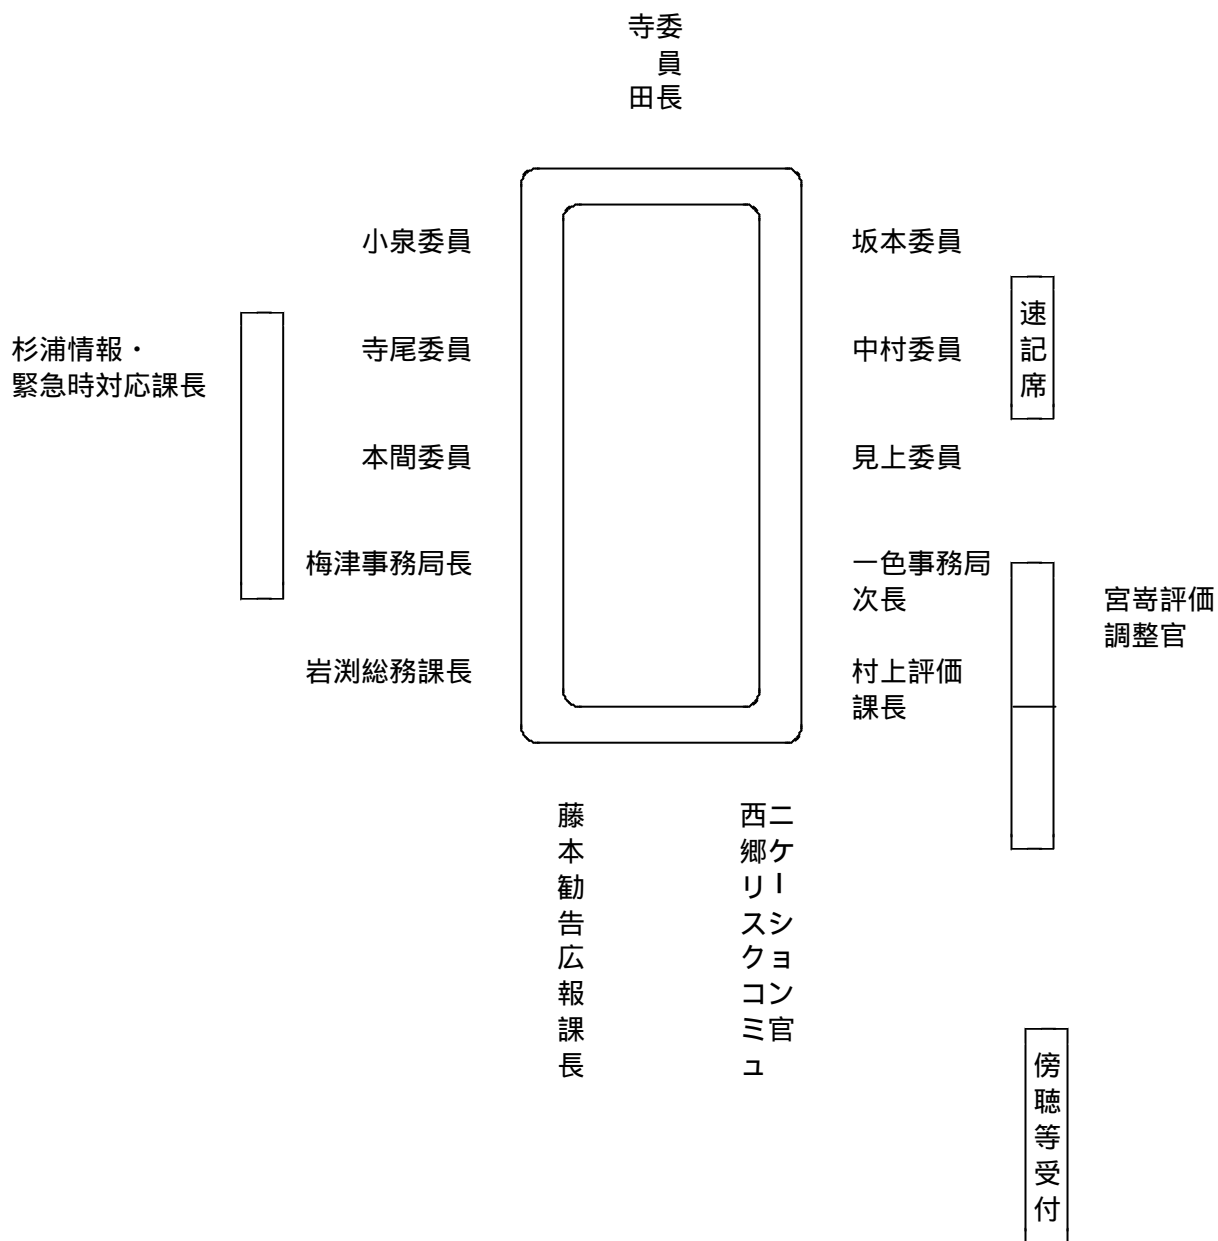 寺田
委員長
小泉委員
坂本委員
速記席
杉浦情報・
緊急時対応課長
寺尾委員
中村委員
本間委員
見上委員
梅津事務局長
一色事務局
次長
宮嵜評価
調整官
岩渕総務課長
村上評価
課長
藤本勧告広報課長
西郷リスクコミュ
ニケーション官
傍聴等受付